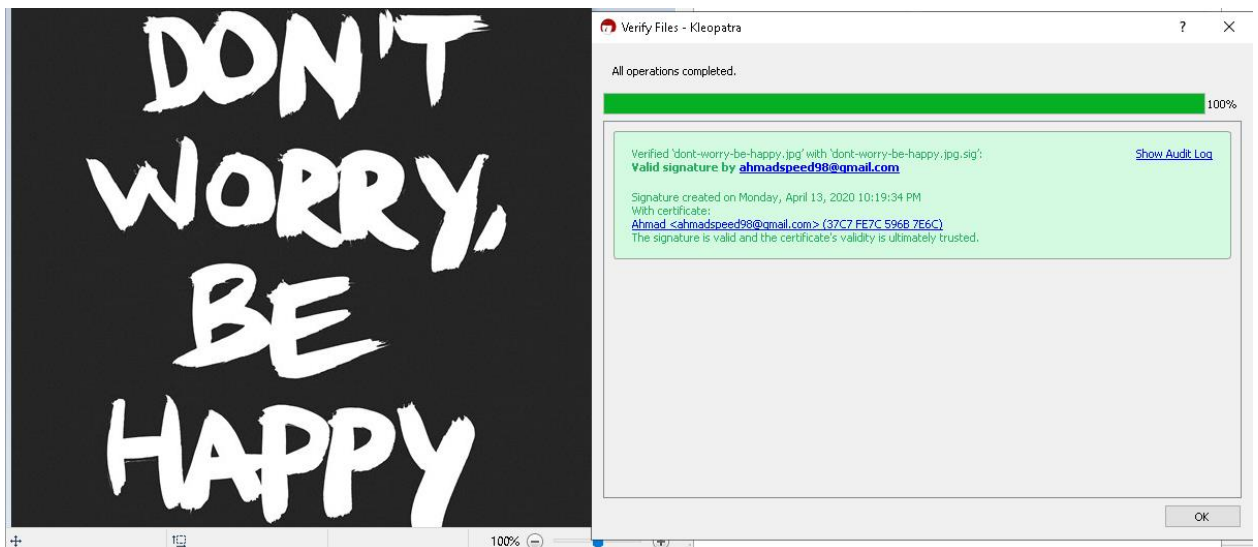 DON'T
WORRY,
BE
HAPPY
100%
Verify Files - Kleopatra
?
All operations completed.
100%
Verified 'dont-worry-be-happy.jpg' with 'dont-worry-be-happy.jpg.sig':
Show Audit Log
Valid signature by ahmadspeed98@gmail.com
Signature created on Monday, April 13, 2020 10:19:34 PM
With certificate:
Ahmad <ahmadspeed98@gmail.com> (37C7 FE7C 596B 7E6C)
The signature is valid and the certificate's validity is ultimately trusted.
OK